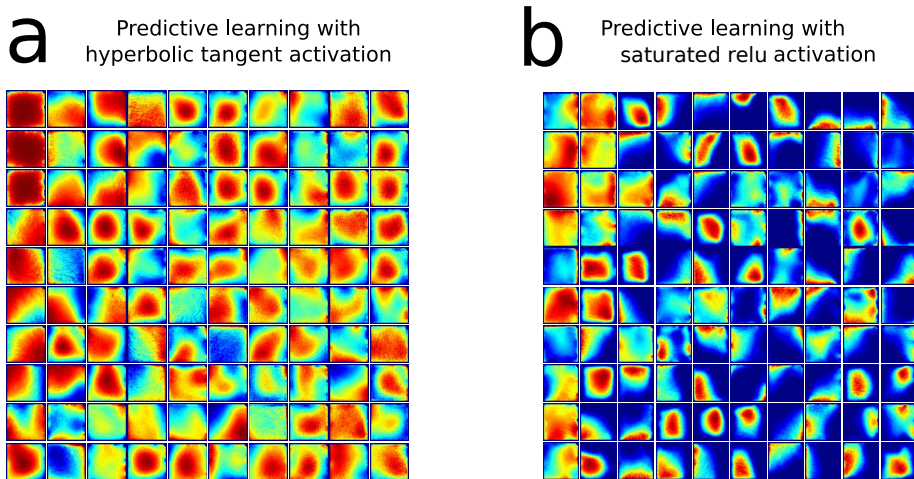 a
Predictive learning with
hyperbolic tangent activation
b
Predictive learning with
saturated relu activation